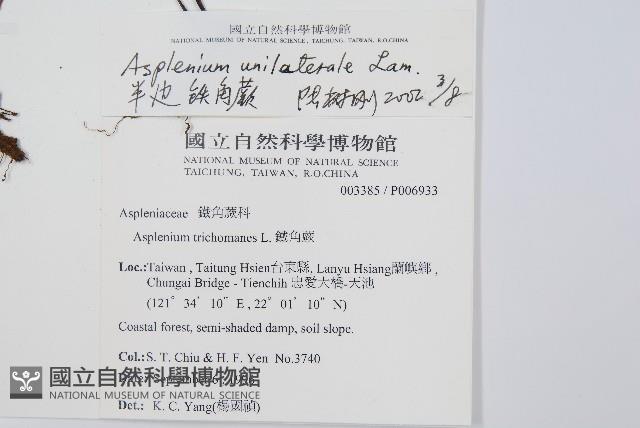 國立自然科學博物館
NATIONAL MUSEUM OF NATURAL SCIENCE, TAICHUNG, TAIWAN, R.O.CHINA
Asplenium unilaterale Lam.
半边 铁角蕨 陈树刚 2002 3/8
國立自然科學博物館
NATIONAL MUSEUM OF NATURAL SCIENCE
TAICHUNG, TAIWAN, R.O.CHINA
003385 / P006933
Aspleniaceae 鐵角蕨科
Asplenium trichomanes L. 鐵角蕨
Loc.:Taiwan , Taitung Hsien台東縣, Lanyu Hsiang蘭嶼鄉 ,
Chungai Bridge - Tienchih 忠愛大橋-天池
(121° 34' 10" E , 22° 01' 10" N)
Coastal forest, semi-shaded damp, soil slope.
Col.:S. T. Chiu & H. F. Yen No.3740
國立自然科學博物館
NATIONAL MUSEUM OF NATURAL SCIENCE
Det.: K. C. Yang(楊國禎)